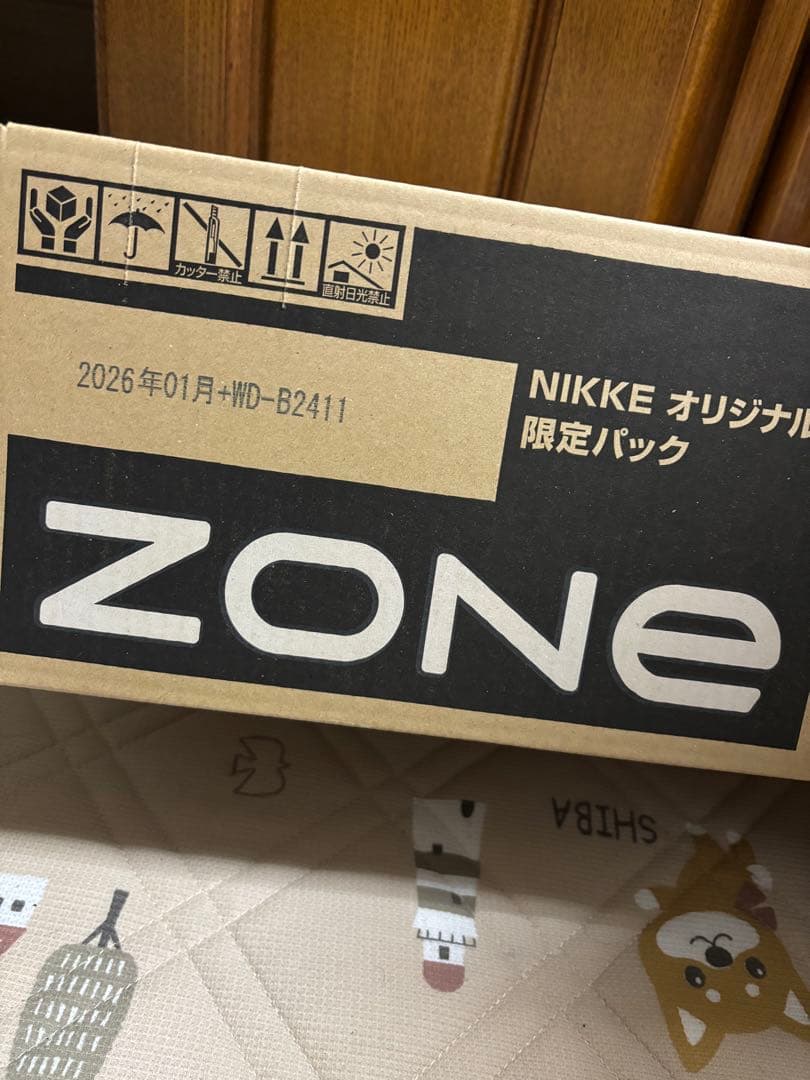 カッター禁止
直射日光禁止
2026年01月+WD-B2411
NIKKE オリジナル
限定パック
ZONe
SHIBA